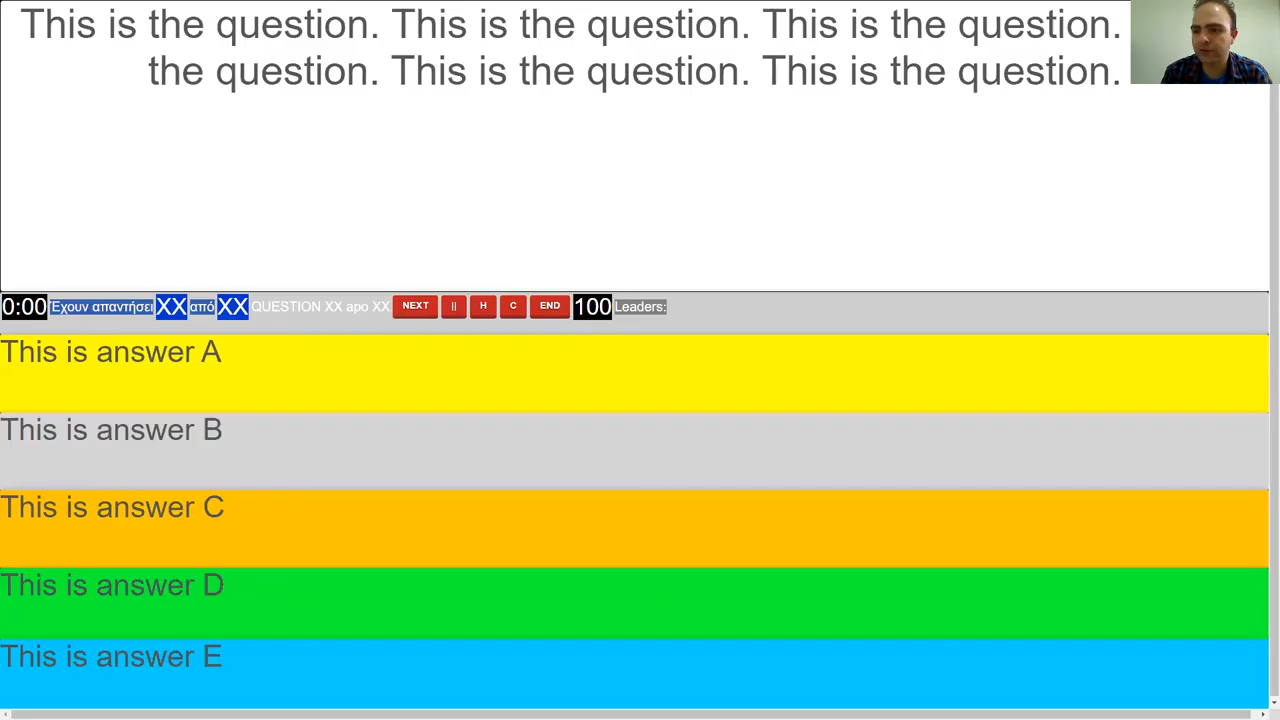 This is the question. This is the question. This is the question.
the question. This is the question. This is the question.
0:00 Έχουν απαντήσει XX από XX QUESTION XX apo XX NEXT || H C END 100 Leaders:
This is answer A
This is answer B
This is answer C
This is answer D
This is answer E